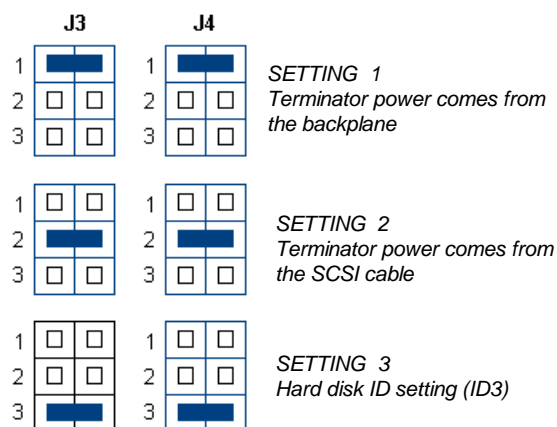 J3 J4
1 1
SETTING 1
2 2
Terminator power comes from
3 3
the backplane
1 1
SETTING 2
2 2
Terminator power comes from
3 3
the SCSI cable
1 1
SETTING 3
2 2
Hard disk ID setting (ID3)
3 3